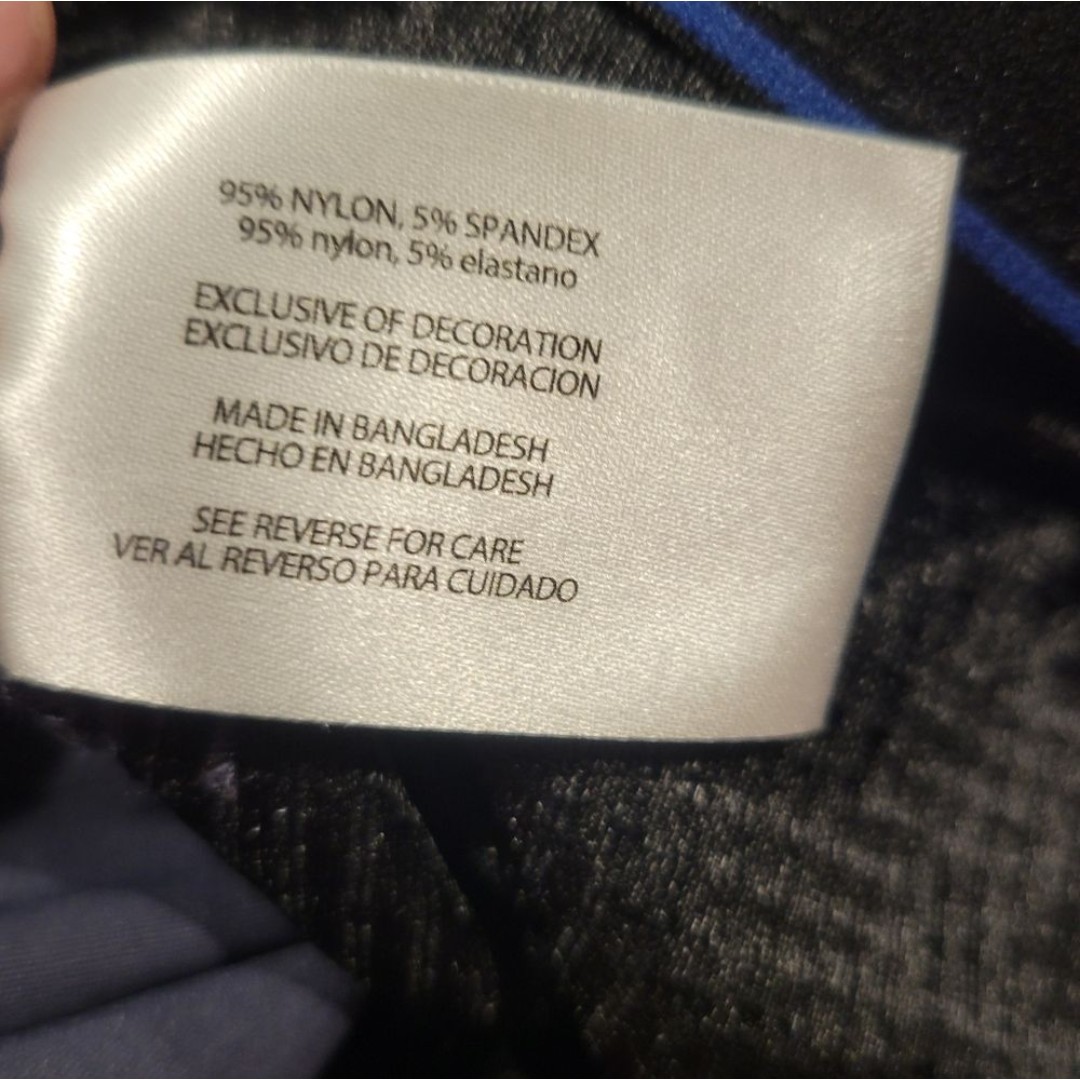 95% NYLON, 5% SPANDEX
95% nylon, 5% elastano
EXCLUSIVE OF DECORATION
EXCLUSIVO DE DECORACION
MADE IN BANGLADESH
HECHO EN BANGLADESH
SEE REVERSE FOR CARE
VER AL REVERSO PARA CUIDADO